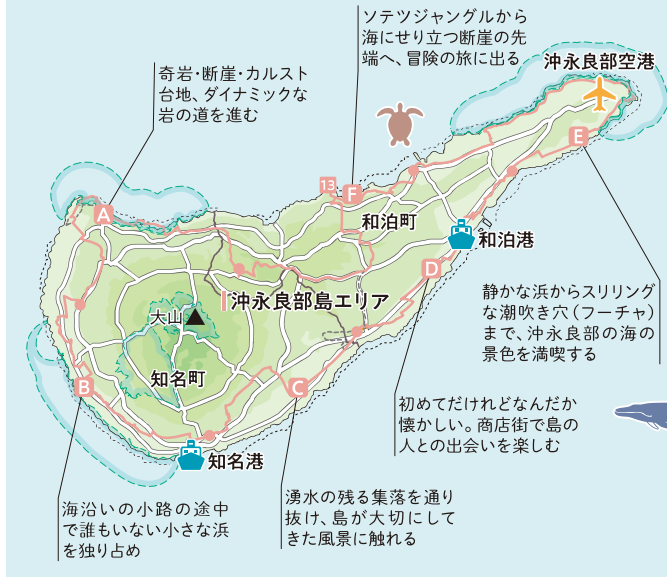 ソテツジャングルから
海にせり立つ断崖の先
端へ、冒険の旅に出る
沖永良部空港
奇岩・断崖・カルスト
台地、ダイナミックな
岩の道を進む
E
13
F
A
和泊町
和泊港
D
沖永良部島エリア
大山
静かな浜からスリリング
な潮吹き穴（フーチャ）
まで、沖永良部の海の
景色を満喫する
知名町
B
C
初めてだけれどなんだか
懐かしい。商店街で島の
人との出会いを楽しむ
知名港
海沿いの小路の途中
で誰もいない小さな浜
を独り占め
湧水の残る集落を通り
抜け、島が大切にして
きた風景に触れる